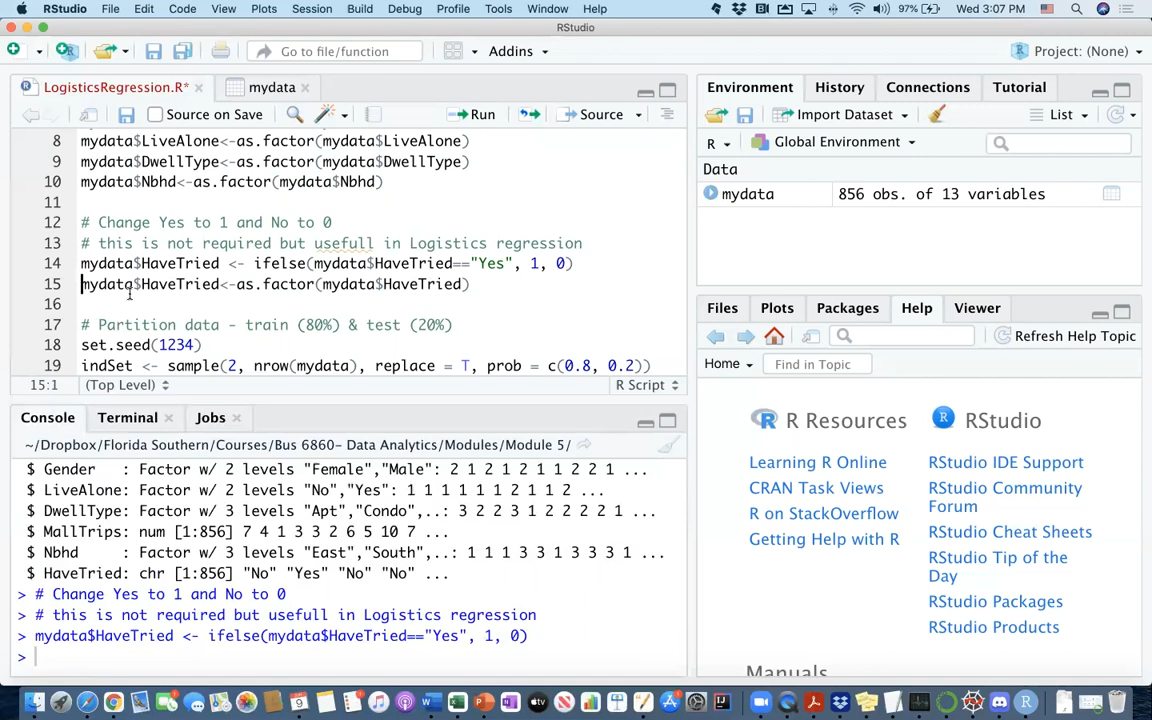 RStudio File Edit Code View Plots Session Build Debug Profile Tools Window Help 97% Wed 3:07 PM
RStudio
Go to file/function Addins Project: (None)
LogisticsRegression.R* mydata
Source on Save Run Source
8 mydata$LiveAlone<-as.factor(mydata$LiveAlone)
9 mydata$DwellType<-as.factor(mydata$DwellType)
10 mydata$Nbhd<-as.factor(mydata$Nbhd)
11
12 # Change Yes to 1 and No to 0
13 # this is not required but usefull in Logistics regression
14 mydata$HaveTried <- ifelse(mydata$HaveTried=="Yes", 1, 0)
15 mydata$HaveTried<-as.factor(mydata$HaveTried)
16
17 # Partition data - train (80%) & test (20%)
18 set.seed(1234)
19 indSet <- sample(2, nrow(mydata), replace = T, prob = c(0.8, 0.2))
15:1 (Top Level) R Script
Console Terminal Jobs
~/Dropbox/Florida Southern/Courses/Bus 6860- Data Analytics/Modules/Module 5/
$ Gender : Factor w/ 2 levels "Female","Male": 2 1 2 1 2 1 1 2 2 1 ...
$ LiveAlone: Factor w/ 2 levels "No","Yes": 1 1 1 1 1 1 2 1 1 2 ...
$ DwellType: Factor w/ 3 levels "Apt","Condo",..: 3 2 2 3 1 2 2 2 2 1 ...
$ MallTrips: num [1:856] 7 4 1 3 3 2 6 5 10 7 ...
$ Nbhd : Factor w/ 3 levels "East","South",..: 1 1 1 3 3 1 3 3 3 1 ...
$ HaveTried: chr [1:856] "No" "Yes" "No" "No" ...
> # Change Yes to 1 and No to 0
> # this is not required but usefull in Logistics regression
> mydata$HaveTried <- ifelse(mydata$HaveTried=="Yes", 1, 0)
>
Environment History Connections Tutorial
Import Dataset List
R Global Environment
Data
mydata 856 obs. of 13 variables
Files Plots Packages Help Viewer
Refresh Help Topic
Home Find in Topic
R Resources
Learning R Online
CRAN Task Views
R on StackOverflow
Getting Help with R
RStudio
RStudio IDE Support
RStudio Community
Forum
RStudio Cheat Sheets
RStudio Tip of the
Day
RStudio Packages
RStudio Products
Manuals